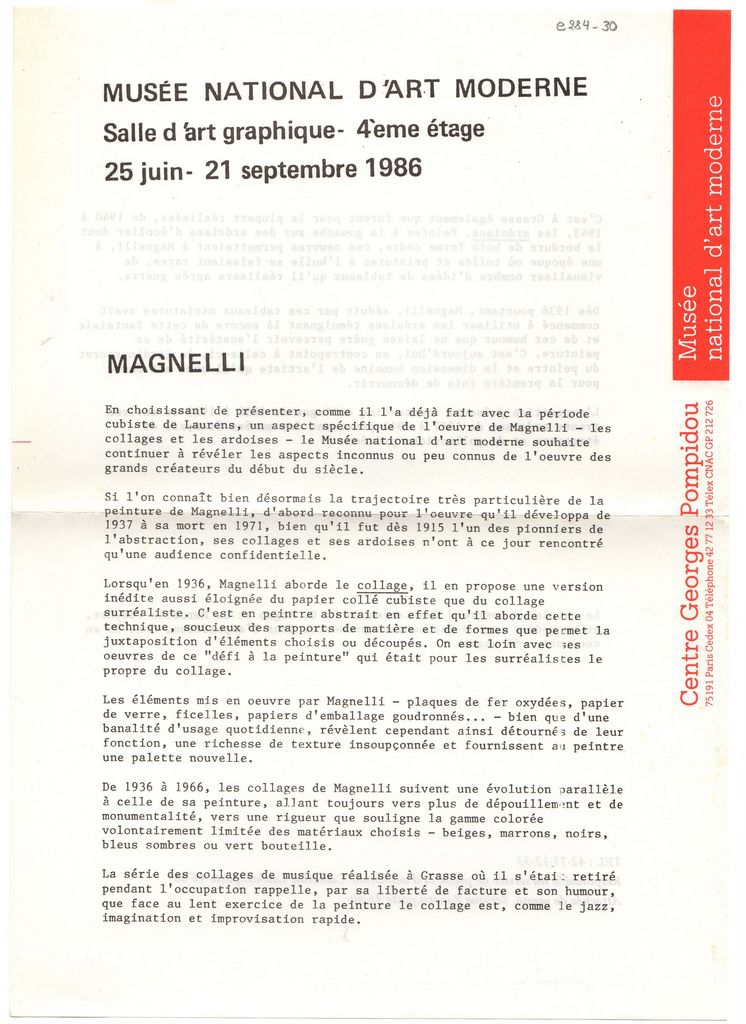 e284-30
MUSÉE NATIONAL D'ART MODERNE
Salle d'art graphique- 4ème étage
25 juin- 21 septembre 1986
MAGNELLI
En choisissant de présenter, comme il l'a déjà fait avec la période
cubiste de Laurens, un aspect spécifique de l'oeuvre de Magnelli - les
collages et les ardoises - le Musée national d'art moderne souhaite
continuer à révéler les aspects inconnus ou peu connus de l'oeuvre des
grands créateurs du début du siècle.
Si l'on connaît bien désormais la trajectoire très particulière de la
peinture de Magnelli, d'abord reconnu pour l'oeuvre qu'il développa de
1937 à sa mort en 1971, bien qu'il fut dès 1915 l'un des pionniers de
l'abstraction, ses collages et ses ardoises n'ont à ce jour rencontré
qu'une audience confidentielle.
Lorsqu'en 1936, Magnelli aborde le collage, il en propose une version
inédite aussi éloignée du papier collé cubiste que du collage
surréaliste. C'est en peintre abstrait en effet qu'il aborde cette
technique, soucieux des rapports de matière et de formes que permet la
juxtaposition d'éléments choisis ou découpés. On est loin avec ses
oeuvres de ce "défi à la peinture" qui était pour les surréalistes le
propre du collage.
Les éléments mis en oeuvre par Magnelli - plaques de fer oxydées, papier
de verre, ficelles, papiers d'emballage goudronnés... - bien que d'une
banalité d'usage quotidienne, révèlent cependant ainsi détournés de leur
fonction, une richesse de texture insoupçonnée et fournissent au peintre
une palette nouvelle.
De 1936 à 1966, les collages de Magnelli suivent une évolution parallèle
à celle de sa peinture, allant toujours vers plus de dépouillement et de
monumentalité, vers une rigueur que souligne la gamme colorée
volontairement limitée des matériaux choisis - beiges, marrons, noirs,
bleus sombres ou vert bouteille.
La série des collages de musique réalisée à Grasse où il s'était retiré
pendant l'occupation rappelle, par sa liberté de facture et son humour,
que face au lent exercice de la peinture le collage est, comme le jazz,
imagination et improvisation rapide.
Musée
national d'art moderne
Centre Georges Pompidou
75191 Paris Cedex 04 Téléphone 42 77 12 33 Télex CNAC GP 212 726